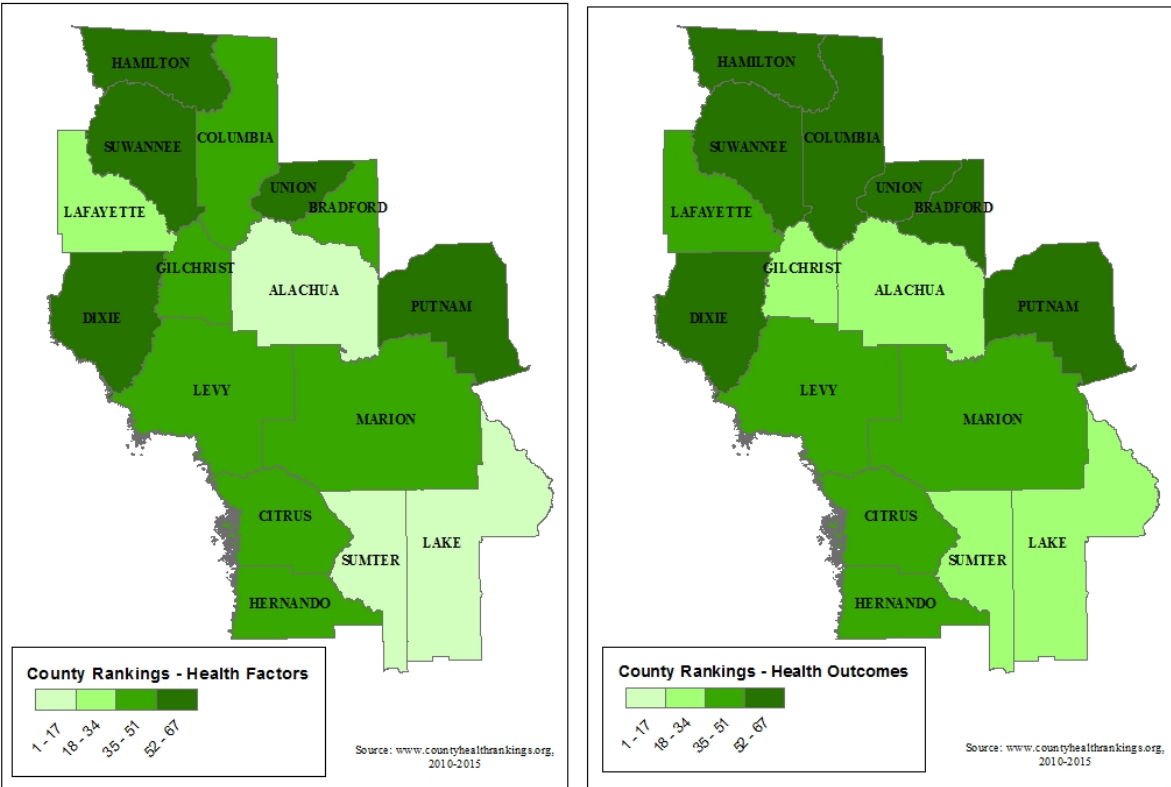 HAMILTON
COLUMBIA
SUWANNEE
UNION
BRADFORD
LAFAYETTE
GILCHRIST
ALACHUA
PUTNAM
DIXIE
LEVY
MARION
CITRUS
LAKE
SUMTER
HERNANDO
County Rankings - Health Factors
1 - 17
18 - 34
35 - 51
52 - 67
Source: www.countyhealthrankings.org,
2010-2015
HAMILTON
COLUMBIA
SUWANNEE
UNION
BRADFORD
LAFAYETTE
GILCHRIST
ALACHUA
PUTNAM
DIXIE
LEVY
MARION
CITRUS
LAKE
SUMTER
HERNANDO
County Rankings - Health Outcomes
1 - 17
18 - 34
35 - 51
52 - 67
Source: www.countyhealthrankings.org,
2010-2015